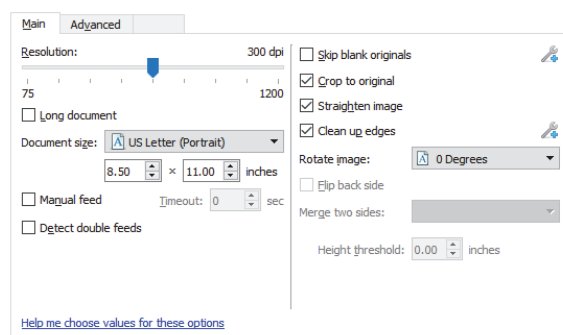 Main Advanced
Resolution: 300 dpi
75 1200
Long document
Document size: US Letter (Portrait)
8.50 × 11.00 inches
Manual feed Timeout: 0 sec
Detect double feeds
Skip blank originals
Crop to original
Straighten image
Clean up edges
Rotate image: 0 Degrees
Flip back side
Merge two sides:
Height threshold: 0.00 inches
Help me choose values for these options